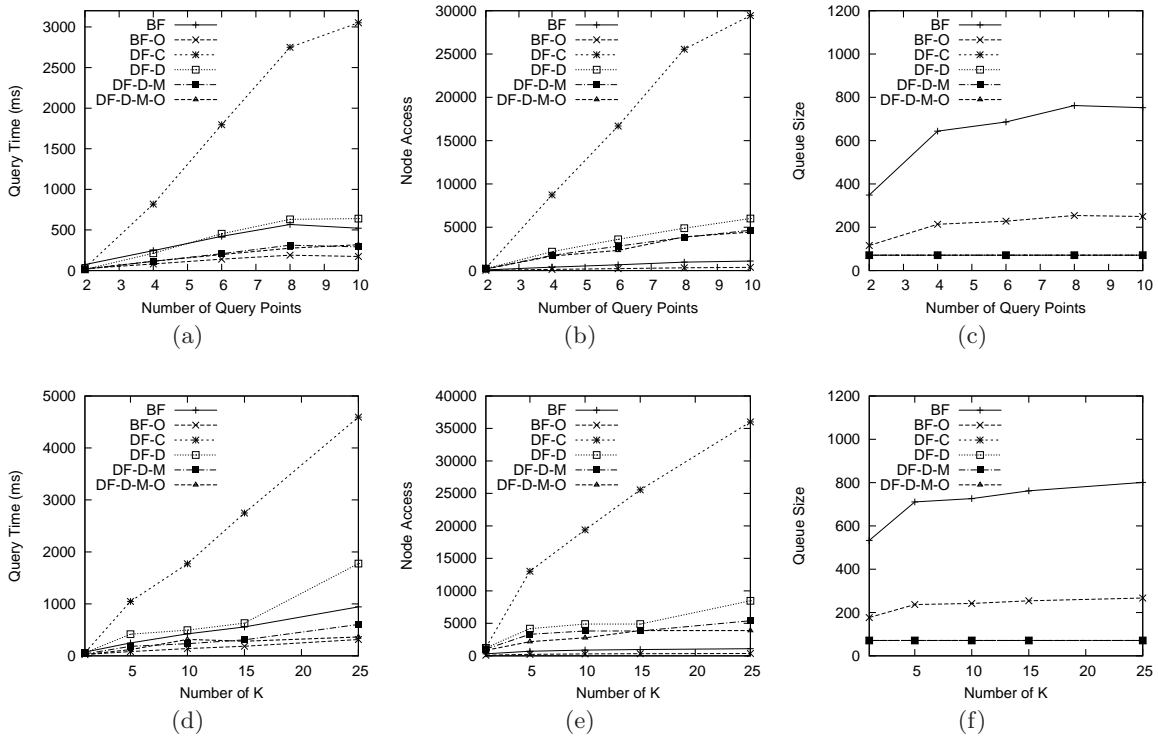 Query Time (ms)
3000
2500
2000
1500
1000
500
0
BF
BF-O
DF-C
DF-D
DF-D-M
DF-D-M-O
2 3 4 5 6 7 8 9 10
Number of Query Points
(a)
Node Access
30000
25000
20000
15000
10000
5000
0
BF
BF-O
DF-C
DF-D
DF-D-M
DF-D-M-O
2 3 4 5 6 7 8 9 10
Number of Query Points
(b)
Queue Size
1200
1000
800
600
400
200
0
BF
BF-O
DF-C
DF-D
DF-D-M
DF-D-M-O
2 3 4 5 6 7 8 9 10
Number of Query Points
(c)
Query Time (ms)
5000
4000
3000
2000
1000
0
BF
BF-O
DF-C
DF-D
DF-D-M
DF-D-M-O
5 10 15 20 25
Number of K
(d)
Node Access
40000
35000
30000
25000
20000
15000
10000
5000
0
BF
BF-O
DF-C
DF-D
DF-D-M
DF-D-M-O
5 10 15 20 25
Number of K
(e)
Queue Size
1200
1000
800
600
400
200
0
BF
BF-O
DF-C
DF-D
DF-D-M
DF-D-M-O
5 10 15 20 25
Number of K
(f)